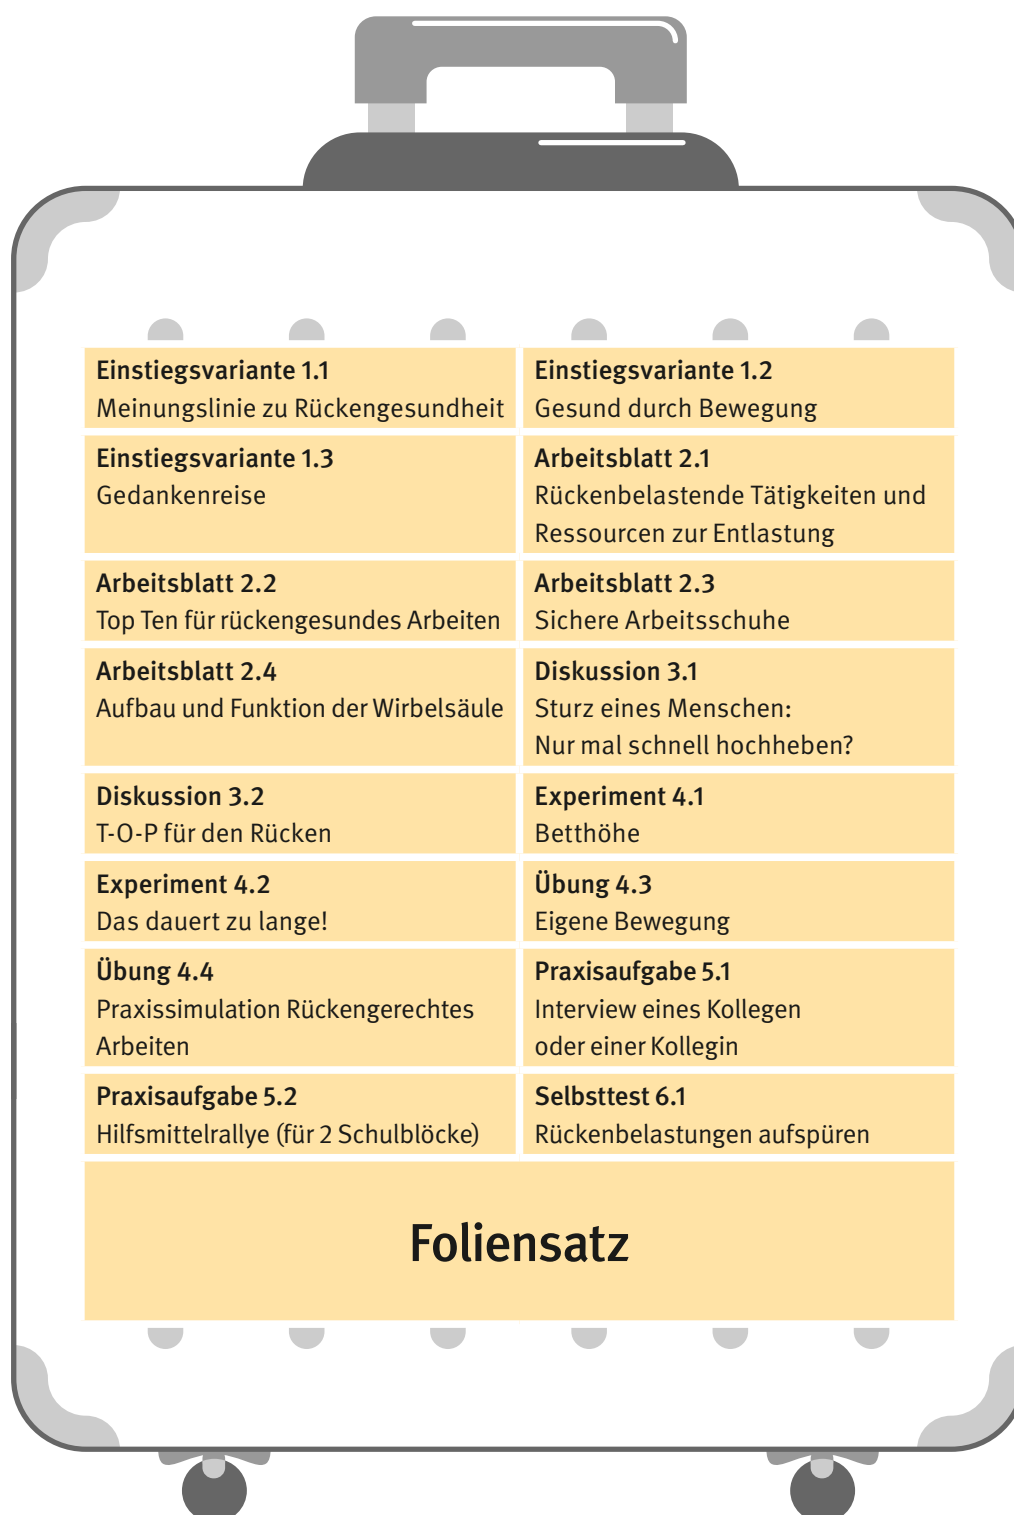 Einstiegsvariante 1.1
Meinungslinie zu Rückengesundheit
Einstiegsvariante 1.2
Gesund durch Bewegung
Einstiegsvariante 1.3
Gedankenreise
Arbeitsblatt 2.1
Rückenbelastende Tätigkeiten und
Ressourcen zur Entlastung
Arbeitsblatt 2.2
Top Ten für rückengesundes Arbeiten
Arbeitsblatt 2.3
Sichere Arbeitsschuhe
Arbeitsblatt 2.4
Aufbau und Funktion der Wirbelsäule
Diskussion 3.1
Sturz eines Menschen:
Nur mal schnell hochheben?
Diskussion 3.2
T-O-P für den Rücken
Experiment 4.1
Betthöhe
Experiment 4.2
Das dauert zu lange!
Übung 4.3
Eigene Bewegung
Übung 4.4
Praxissimulation Rückengerechtes
Arbeiten
Praxisaufgabe 5.1
Interview eines Kollegen
oder einer Kollegin
Praxisaufgabe 5.2
Hilfsmittelrallye (für 2 Schulblöcke)
Selbsttest 6.1
Rückenbelastungen aufspüren
Foliensatz